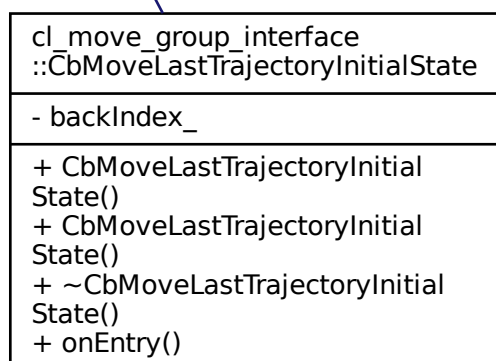 cl_move_group_interface
::CbMoveLastTrajectoryInitialState
- backIndex_
+ CbMoveLastTrajectoryInitial
State()
+ CbMoveLastTrajectoryInitial
State()
+ ~CbMoveLastTrajectoryInitial
State()
+ onEntry()